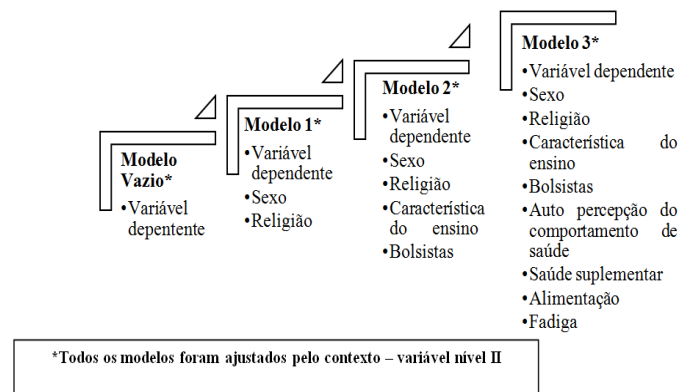 Modelo
Vazio*
•Variável
depentente
Modelo 1*
•Variável
dependente
•Sexo
•Religião
Modelo 2*
•Variável
dependente
•Sexo
•Religião
•Característica
do ensino
•Bolsistas
Modelo 3*
•Variável dependente
•Sexo
•Religião
•Característica do
ensino
•Bolsistas
•Auto percepção do
comportamento de
saúde
•Saúde suplementar
•Alimentação
•Fadiga
*Todos os modelos foram ajustados pelo contexto – variável nível II